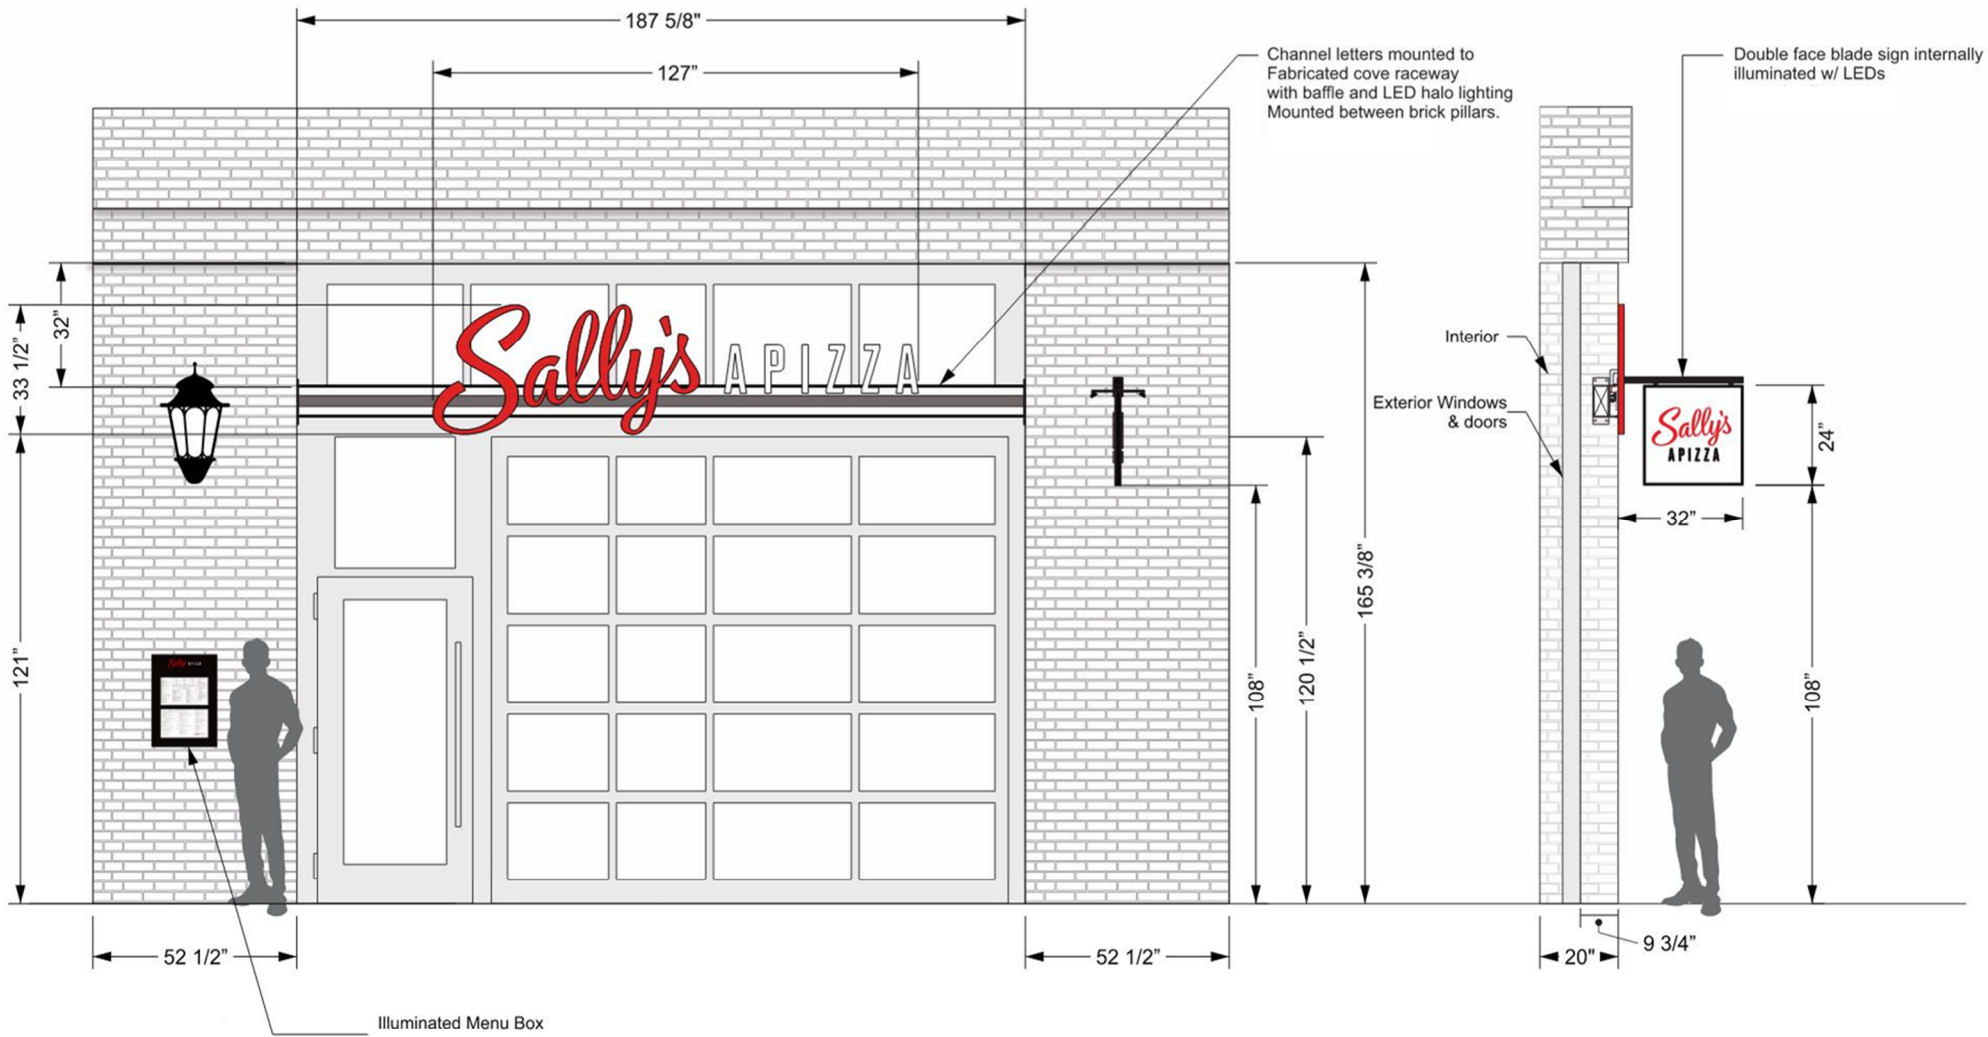 187 5/8"
127”
Channel letters mounted to
Fabricated cove raceway
with baffle and LED halo lighting
Mounted between brick pillars.
Double face blade sign internally
illuminated w/ LEDs
32”
33 1/2”
121”
Sally's APIZZA
Interior
Exterior Windows
& doors
Sally's
APIZZA
24”
32”
165 3/8”
120 1/2”
108”
108”
Sally's APIZZA
52 1/2”
52 1/2”
20"
9 3/4”
Illuminated Menu Box